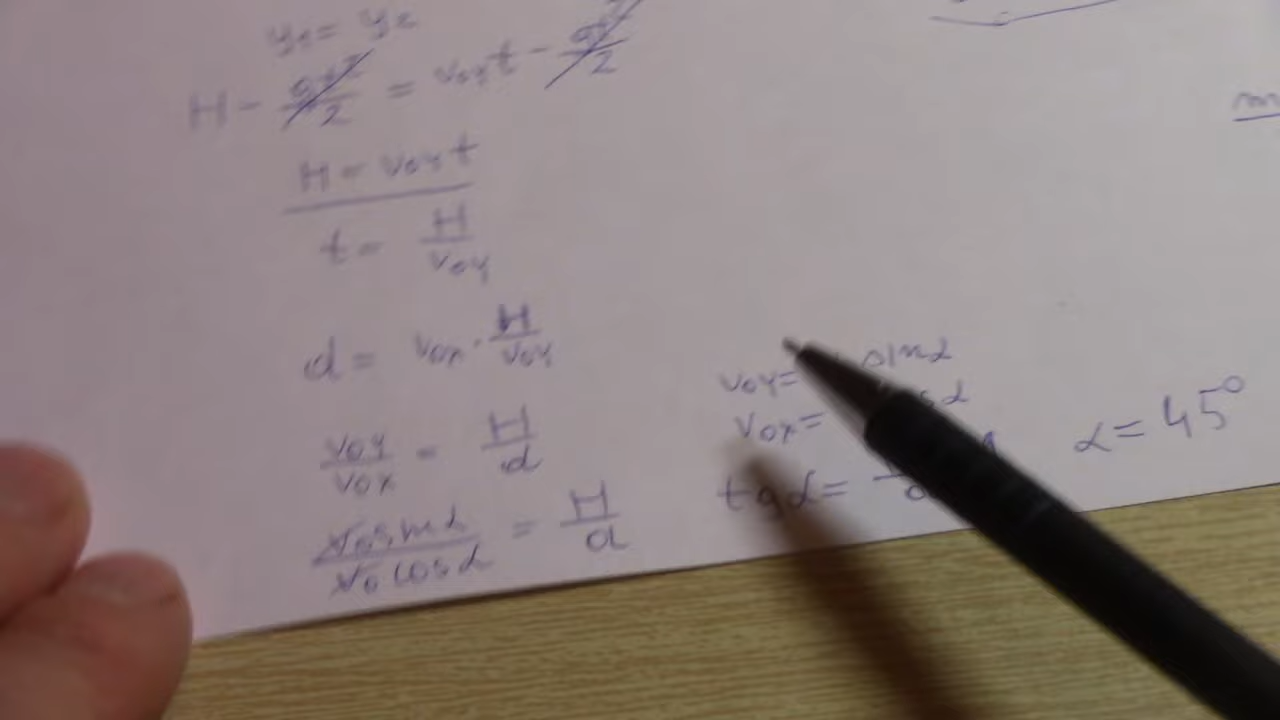 y₁ = y₂
H - gt²/2 = v₀yt - gt²/2
H = v₀yt
t = H/v₀y
d = v₀x · H/v₀y
v₀y/v₀x = H/d
v₀sinα/v₀cosα = H/d
v₀y = sinα
v₀x =
tgα =
α = 45°